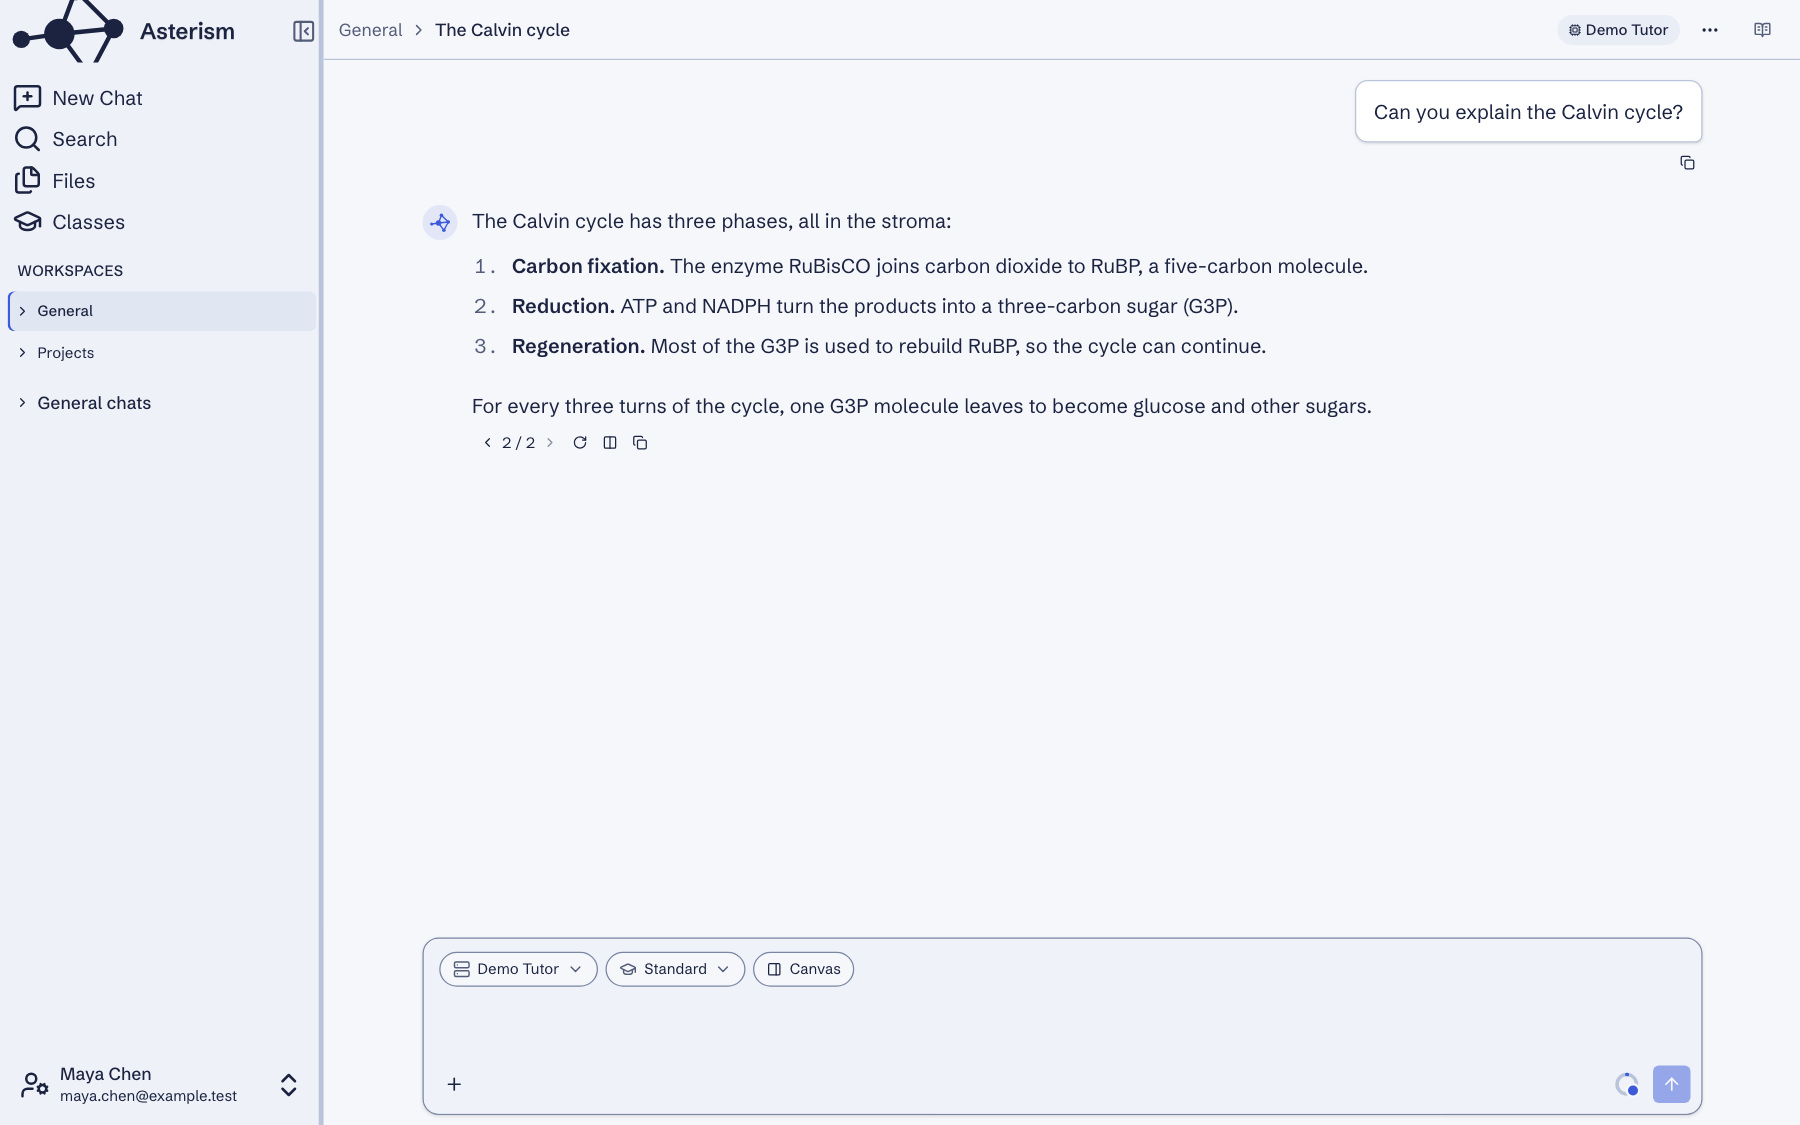 Asterism
New Chat
Search
Files
Classes
WORKSPACES
General
Projects
General chats
Maya Chen
maya.chen@example.test
General > The Calvin cycle
Demo Tutor
Can you explain the Calvin cycle?
The Calvin cycle has three phases, all in the stroma:
1. Carbon fixation. The enzyme RuBisCO joins carbon dioxide to RuBP, a five-carbon molecule.
2. Reduction. ATP and NADPH turn the products into a three-carbon sugar (G3P).
3. Regeneration. Most of the G3P is used to rebuild RuBP, so the cycle can continue.
For every three turns of the cycle, one G3P molecule leaves to become glucose and other sugars.
2 / 2
Demo Tutor Standard Canvas